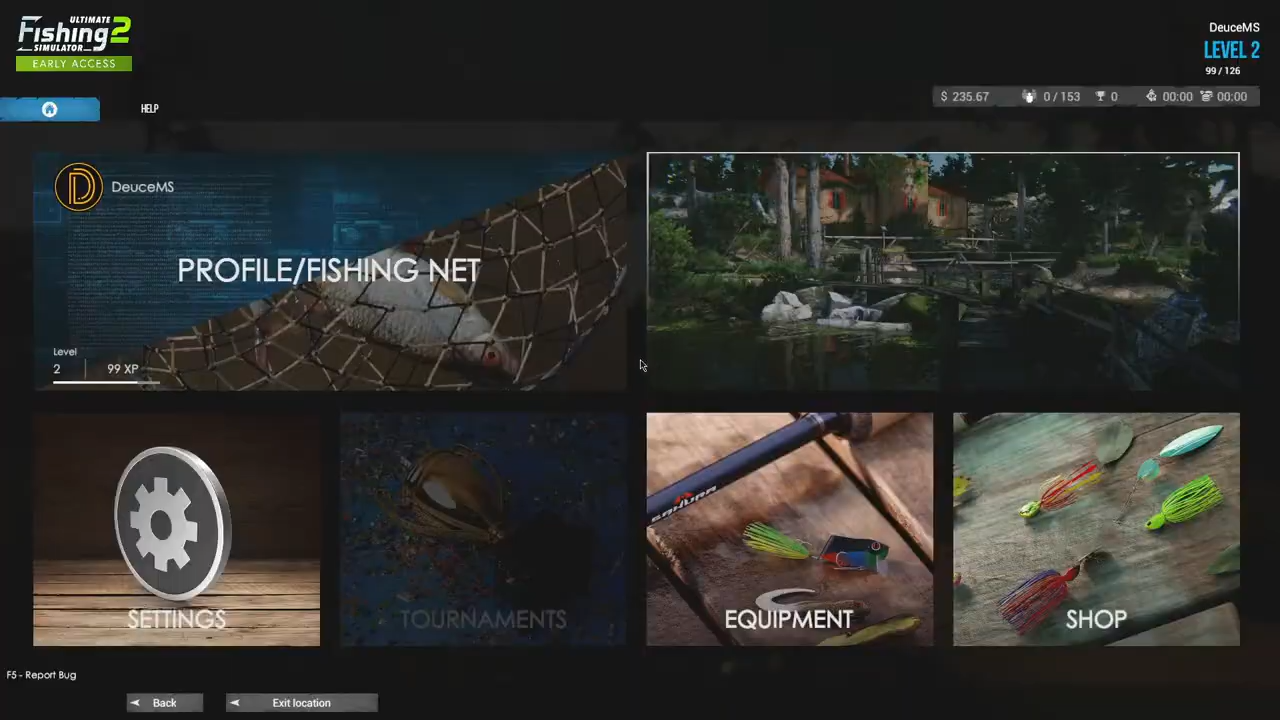 ULTIMATE
Fishing 2
SIMULATOR
EARLY ACCESS
DeuceMS
LEVEL 2
99 / 126
HELP
$ 235.67 0 / 153 0 00:00 00:00
D DeuceMS
PROFILE/FISHING NET
Level
2 99 XP
SAKURA
SETTINGS
TOURNAMENTS
EQUIPMENT
SHOP
F5 - Report Bug
Back
Exit location